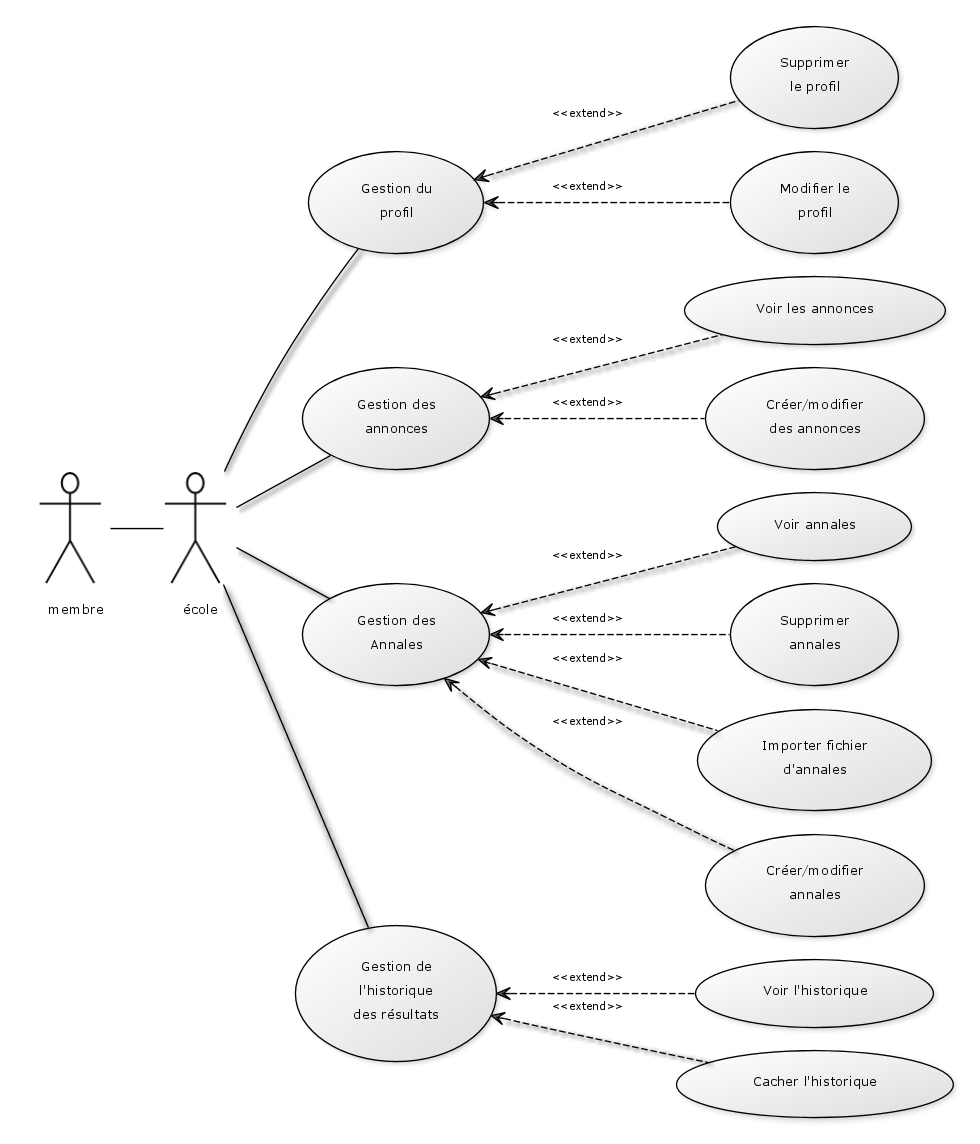 Supprimer
le profil
<<extend>>
Gestion du
profil
<<extend>>
Modifier le
profil
Voir les annonces
<<extend>>
Gestion des
annonces
<<extend>>
Créer/modifier
des annonces
Voir annales
<<extend>>
membre
école
Gestion des
Annales
<<extend>>
Supprimer
annales
<<extend>>
Importer fichier
d'annales
<<extend>>
Créer/modifier
annales
Gestion de
l'historique
des résultats
<<extend>>
Voir l'historique
<<extend>>
Cacher l'historique